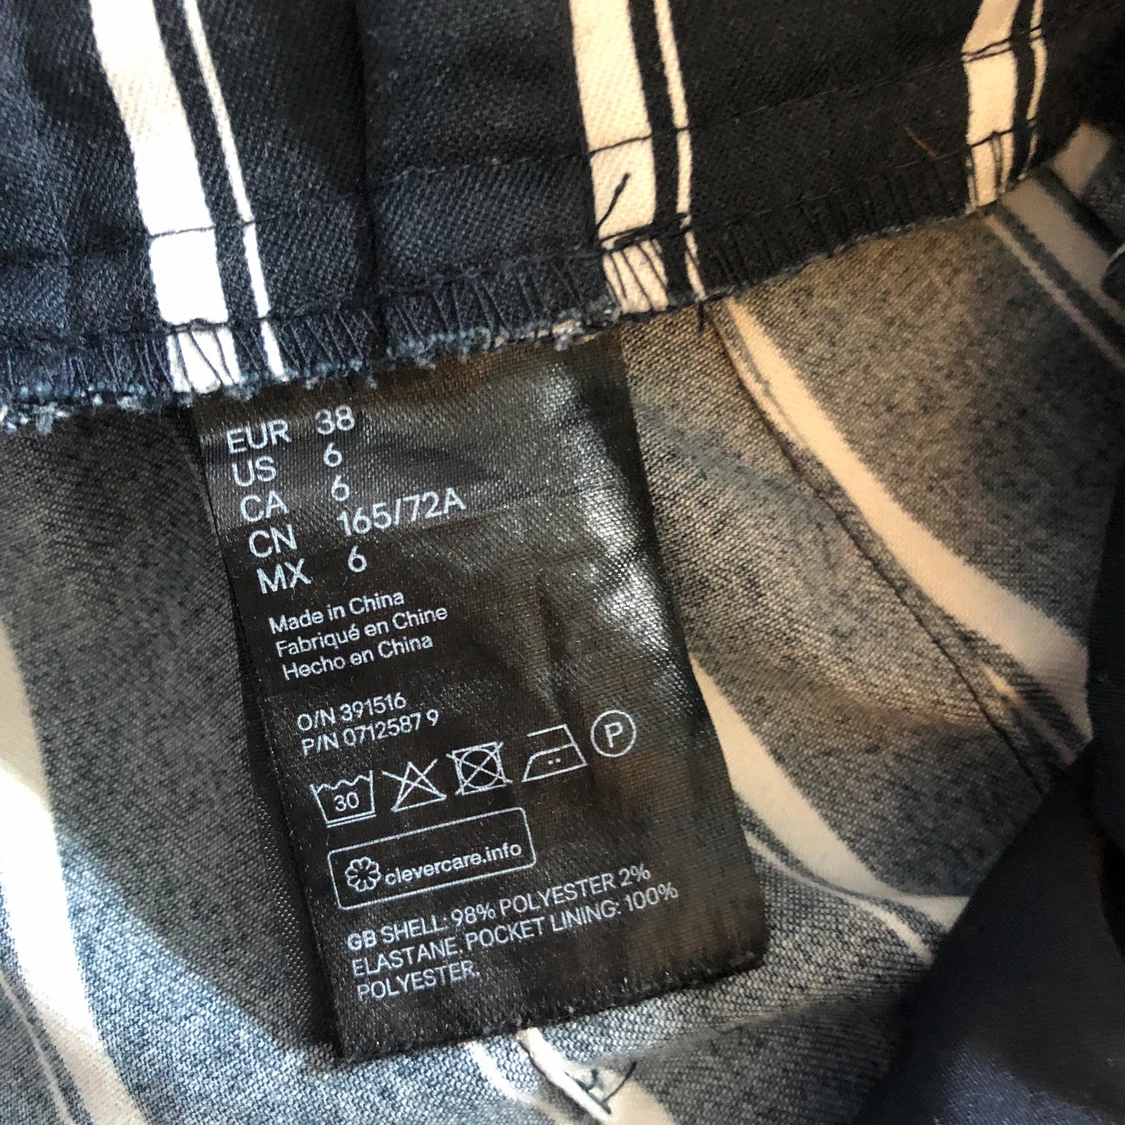 EUR 38
US 6
CA 6
CN 165/72A
MX 6
Made in China
Fabriqué en Chine
Hecho en China
O/N 391516
P/N 0712587 9
30 P
clevercare.info
GB SHELL: 98% POLYESTER 2%
ELASTANE, POCKET LINING: 100%
POLYESTER,